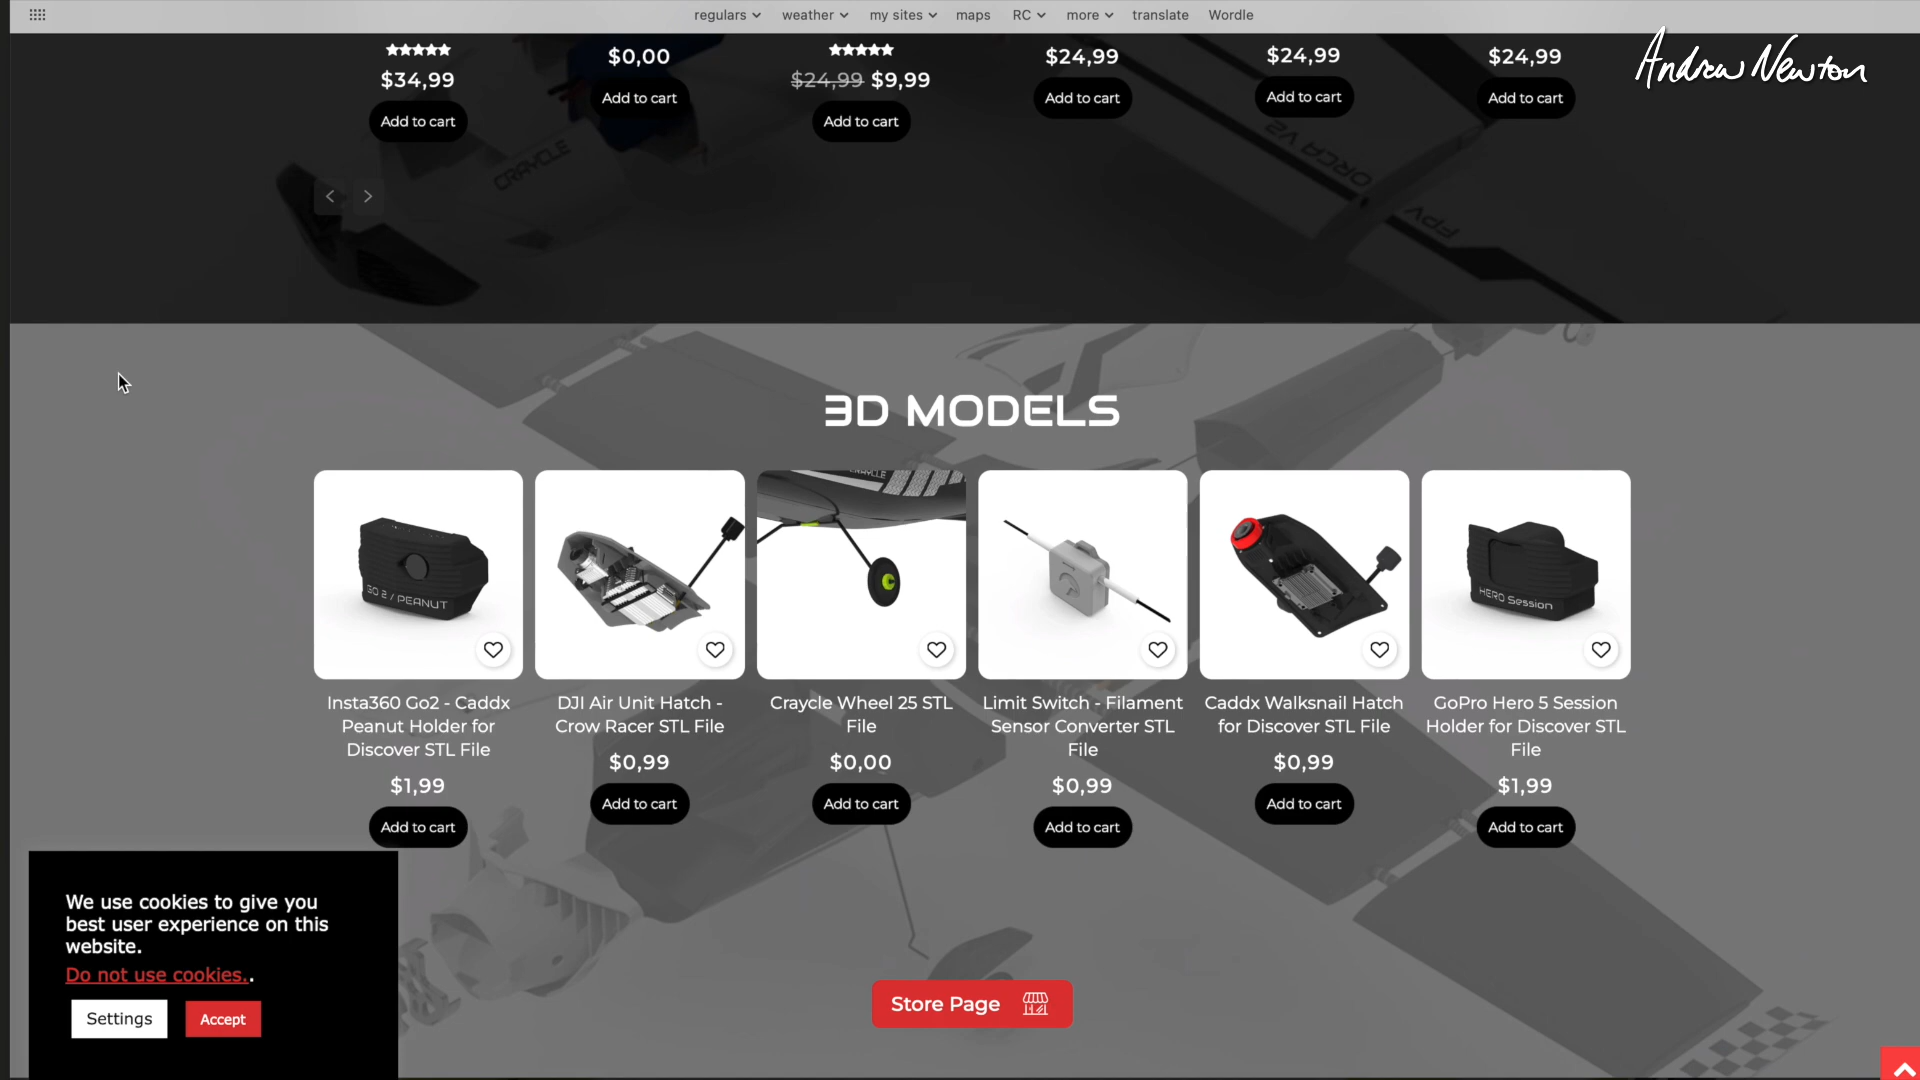 regulars weather my sites maps RC more translate Wordle
Andrew Newton
$34,99
$0,00
$24,99 $9,99
$24,99
$24,99
$24,99
Add to cart
Add to cart
Add to cart
Add to cart
Add to cart
Add to cart
CRAYCLE
ORCA V2
FPV
3D MODELS
GO 2 / PEANUT
CRAYCLE
HERO Session
Insta360 Go2 - Caddx
Peanut Holder for
Discover STL File
$1,99
Add to cart
DJI Air Unit Hatch -
Crow Racer STL File
$0,99
Add to cart
Craycle Wheel 25 STL
File
$0,00
Add to cart
Limit Switch - Filament
Sensor Converter STL
File
$0,99
Add to cart
Caddx Walksnail Hatch
for Discover STL File
$0,99
Add to cart
GoPro Hero 5 Session
Holder for Discover STL
File
$1,99
Add to cart
We use cookies to give you
best user experience on this
website.
Do not use cookies..
Settings Accept
Store Page